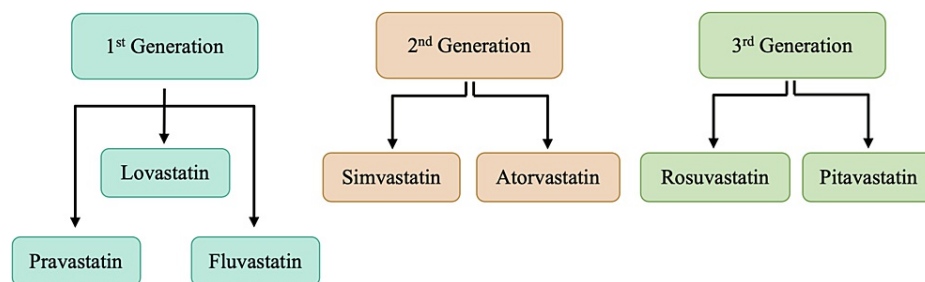 1st Generation
2nd Generation
3rd Generation
Lovastatin
Simvastatin
Atorvastatin
Rosuvastatin
Pitavastatin
Pravastatin
Fluvastatin